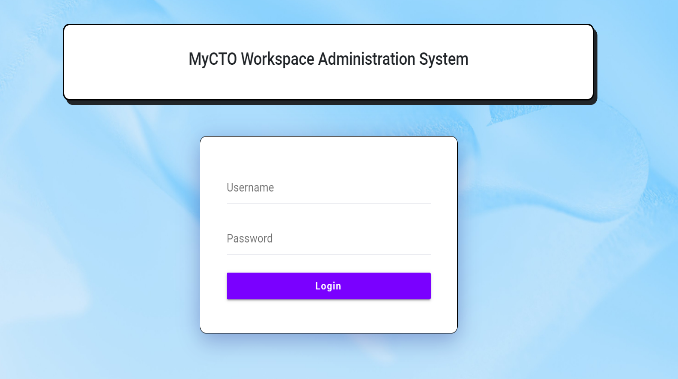 MyCTO Workspace Administration System
Username
Password
Login